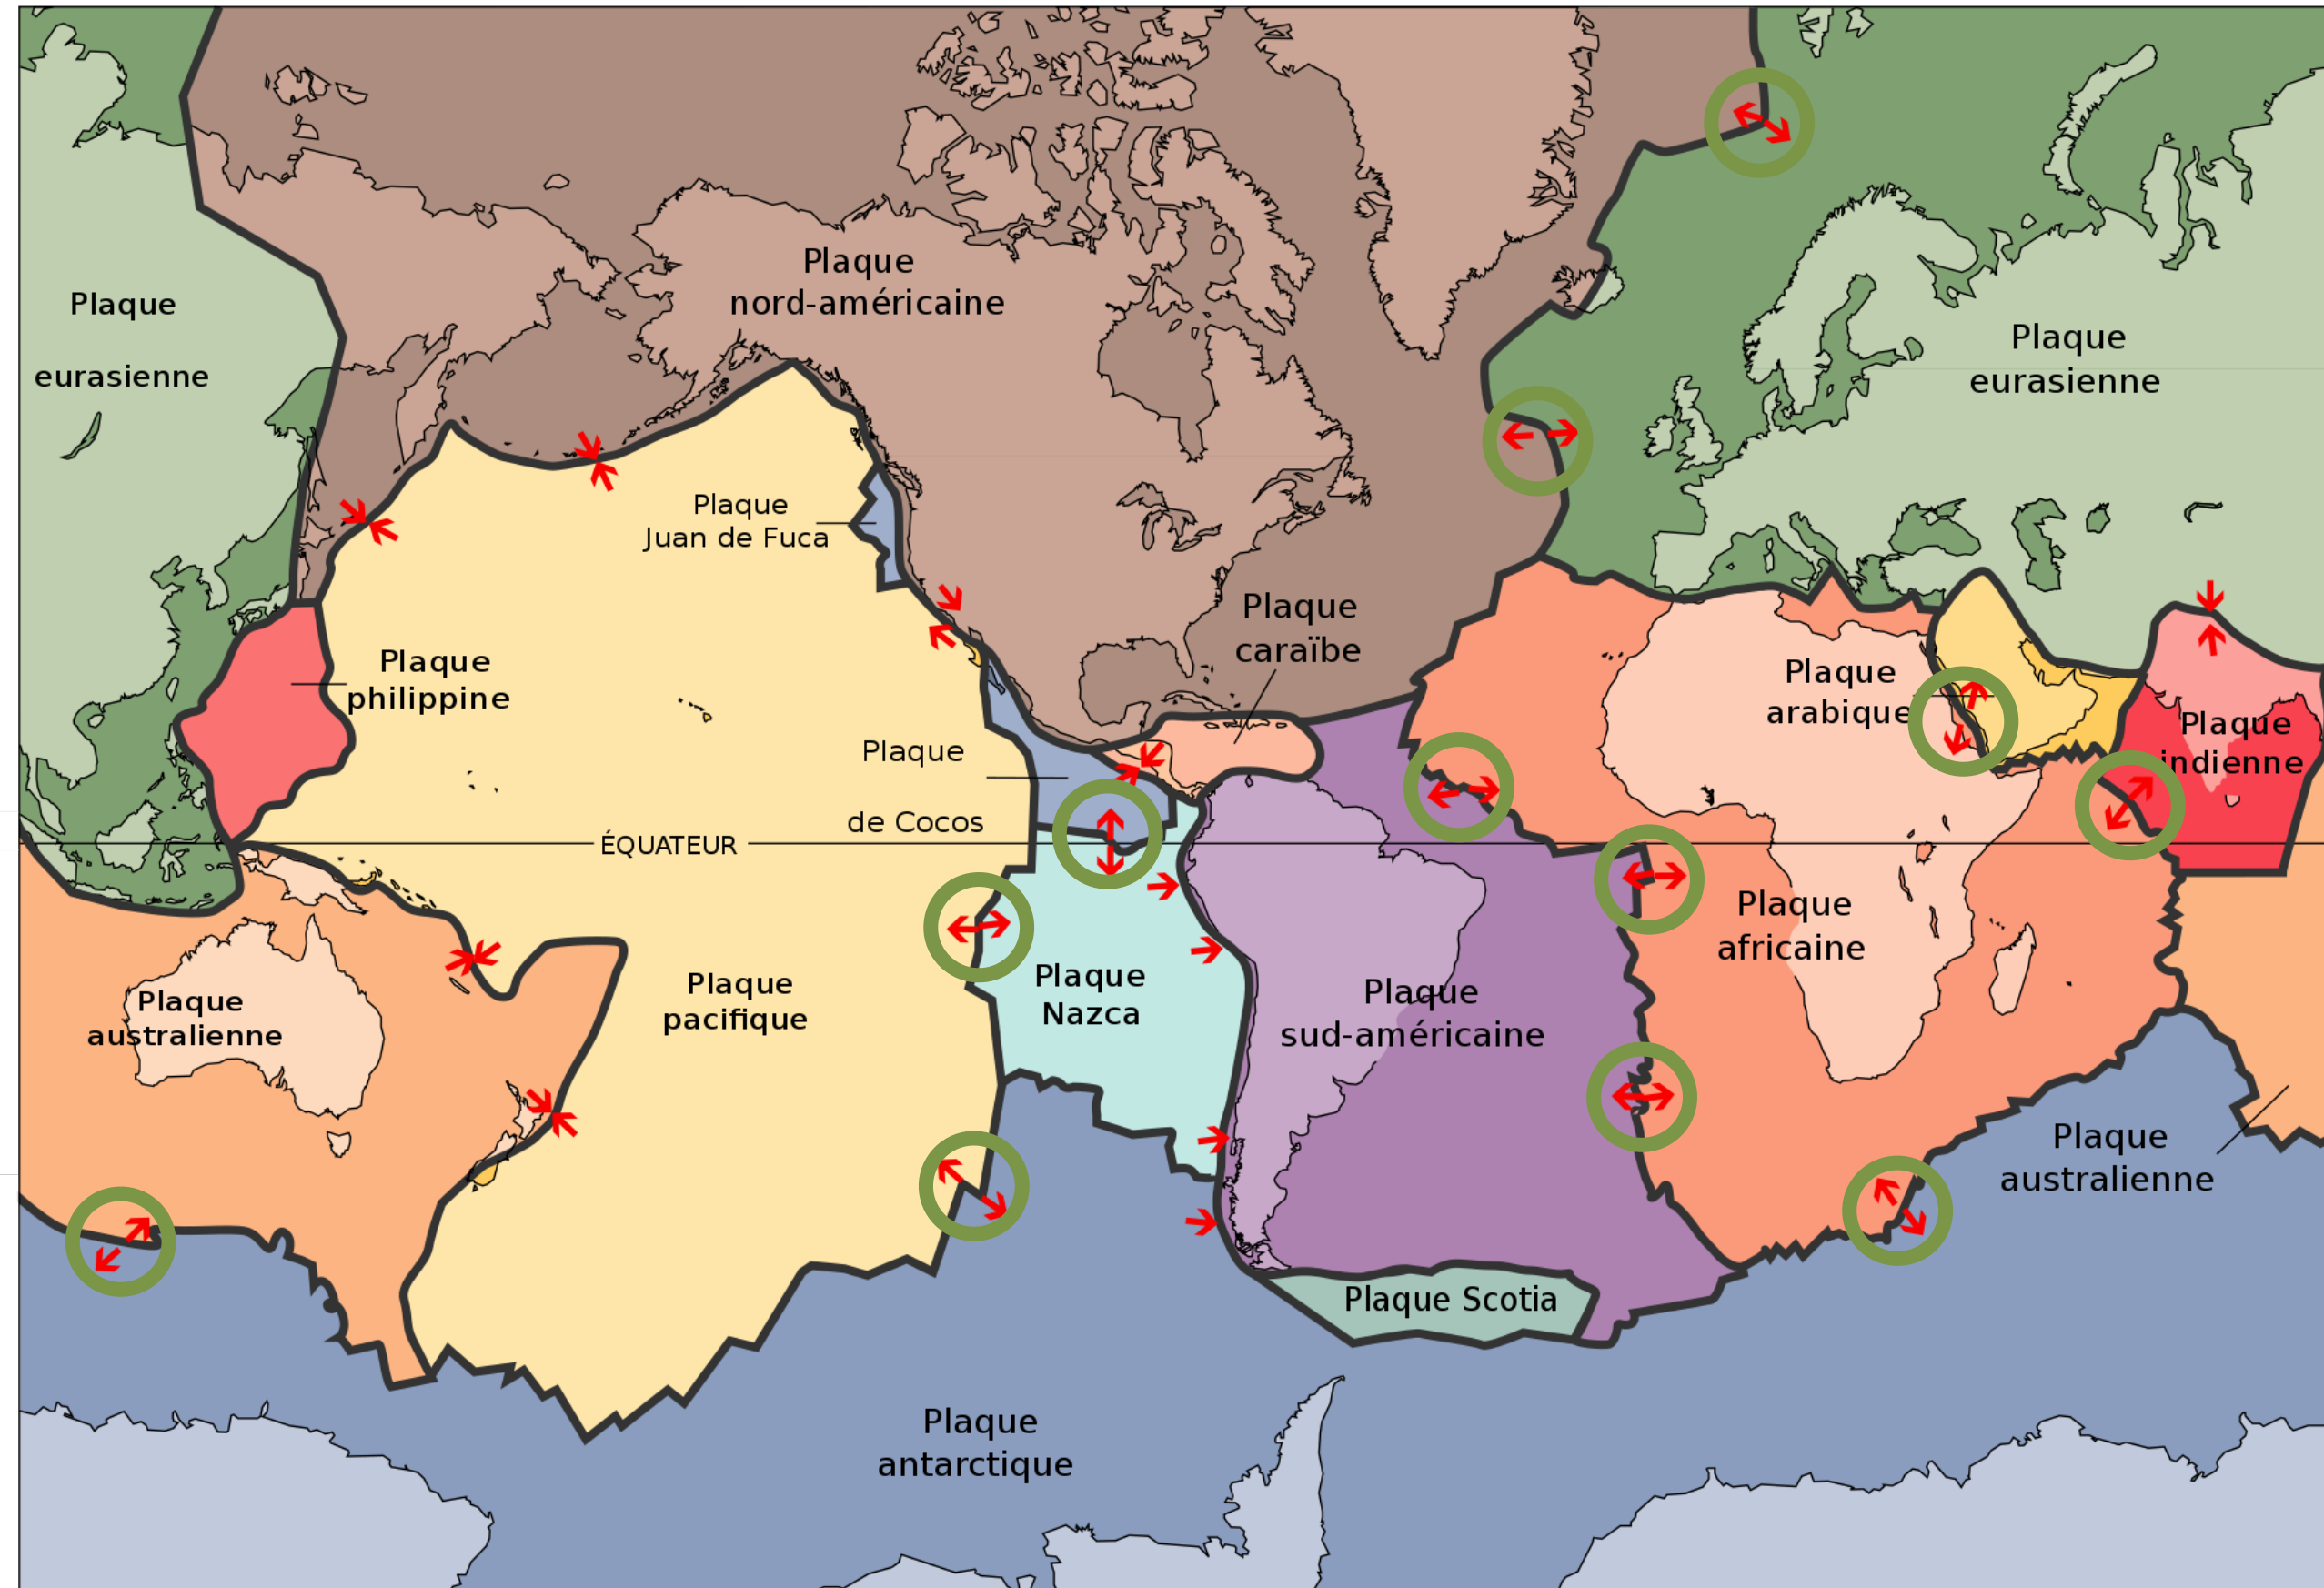 Plaque
nord-américaine
Plaque
eurasienne
Plaque
eurasienne
Plaque
Juan de Fuca
Plaque
caraïbe
Plaque
philippine
Plaque
arabique
Plaque
indienne
Plaque
de Cocos
ÉQUATEUR
Plaque
africaine
Plaque
australienne
Plaque
pacifique
Plaque
Nazca
Plaque
sud-américaine
Plaque
australienne
Plaque Scotia
Plaque
antarctique